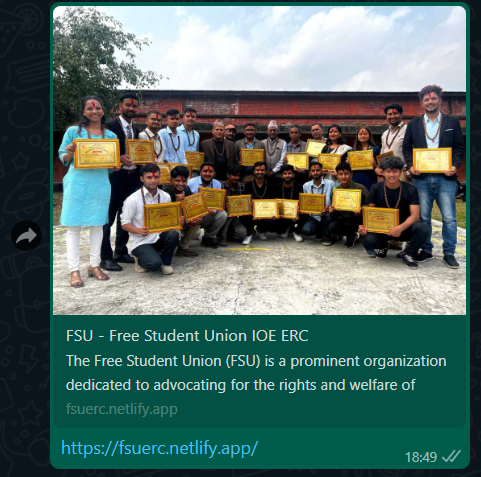 FSU - Free Student Union IOE ERC
The Free Student Union (FSU) is a prominent organization
dedicated to advocating for the rights and welfare of
fsuerc.netlify.app
https://fsuerc.netlify.app/
18:49